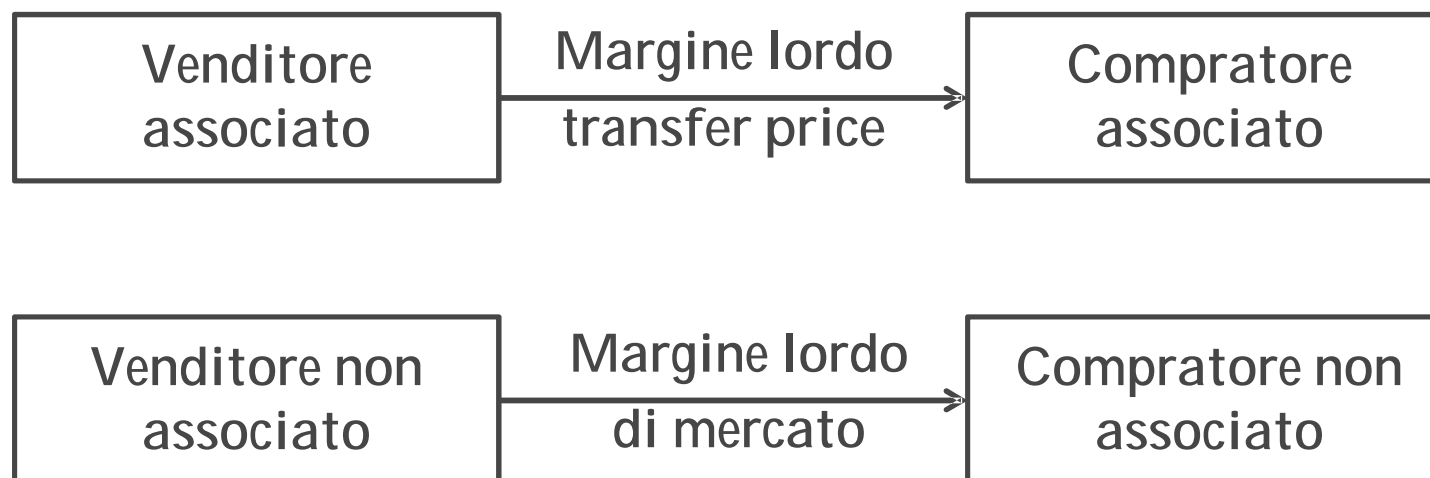 Venditore
associato
Margine lordo
transfer price
Compratore
associato
Venditore non
associato
Margine lordo
di mercato
Compratore non
associato